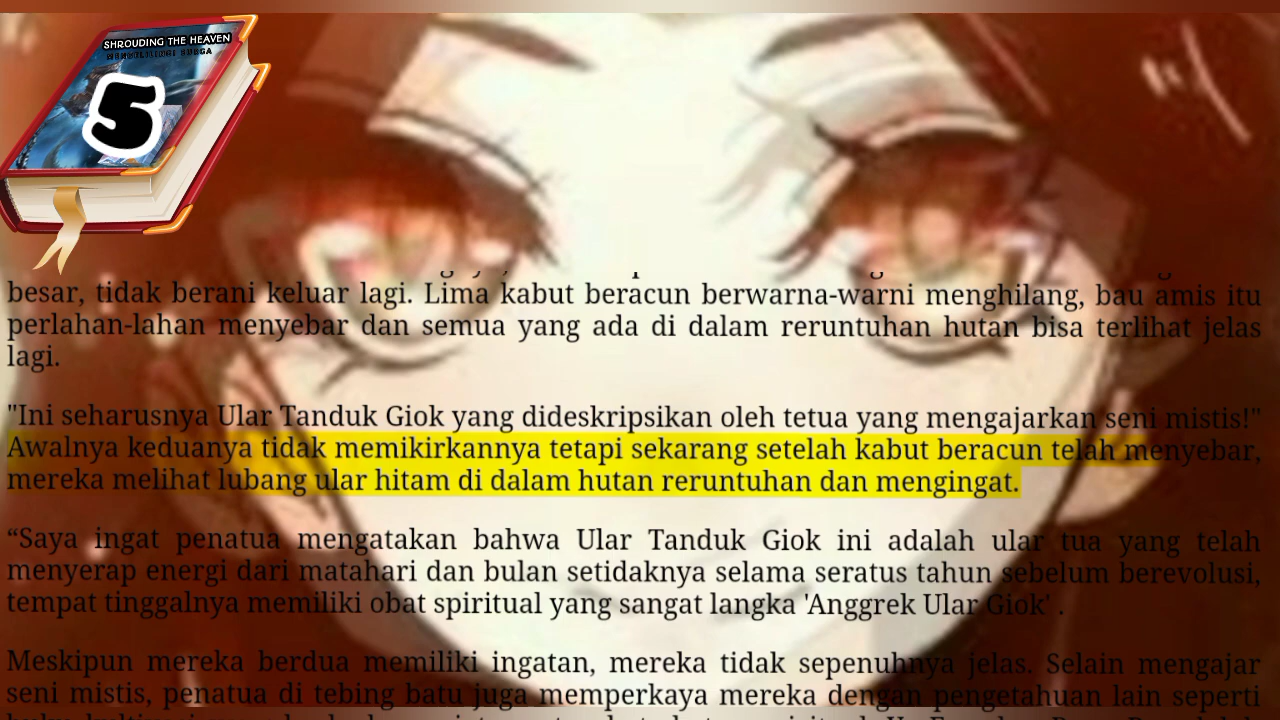 SHROUDING THE HEAVEN
5
besar, tidak berani keluar lagi. Lima kabut beracun berwarna-warni menghilang, bau amis itu
perlahan-lahan menyebar dan semua yang ada di dalam reruntuhan hutan bisa terlihat jelas
lagi.
"Ini seharusnya Ular Tanduk Giok yang dideskripsikan oleh tetua yang mengajarkan seni mistis!"
Awalnya keduanya tidak memikirkannya tetapi sekarang setelah kabut beracun telah menyebar,
mereka melihat lubang ular hitam di dalam hutan reruntuhan dan mengingat.
“Saya ingat penatua mengatakan bahwa Ular Tanduk Giok ini adalah ular tua yang telah
menyerap energi dari matahari dan bulan setidaknya selama seratus tahun sebelum berevolusi,
tempat tinggalnya memiliki obat spiritual yang sangat langka 'Anggrek Ular Giok' .
Meskipun mereka berdua memiliki ingatan, mereka tidak sepenuhnya jelas. Selain mengajar
seni mistis, penatua di tebing batu juga memperkaya mereka dengan pengetahuan lain seperti